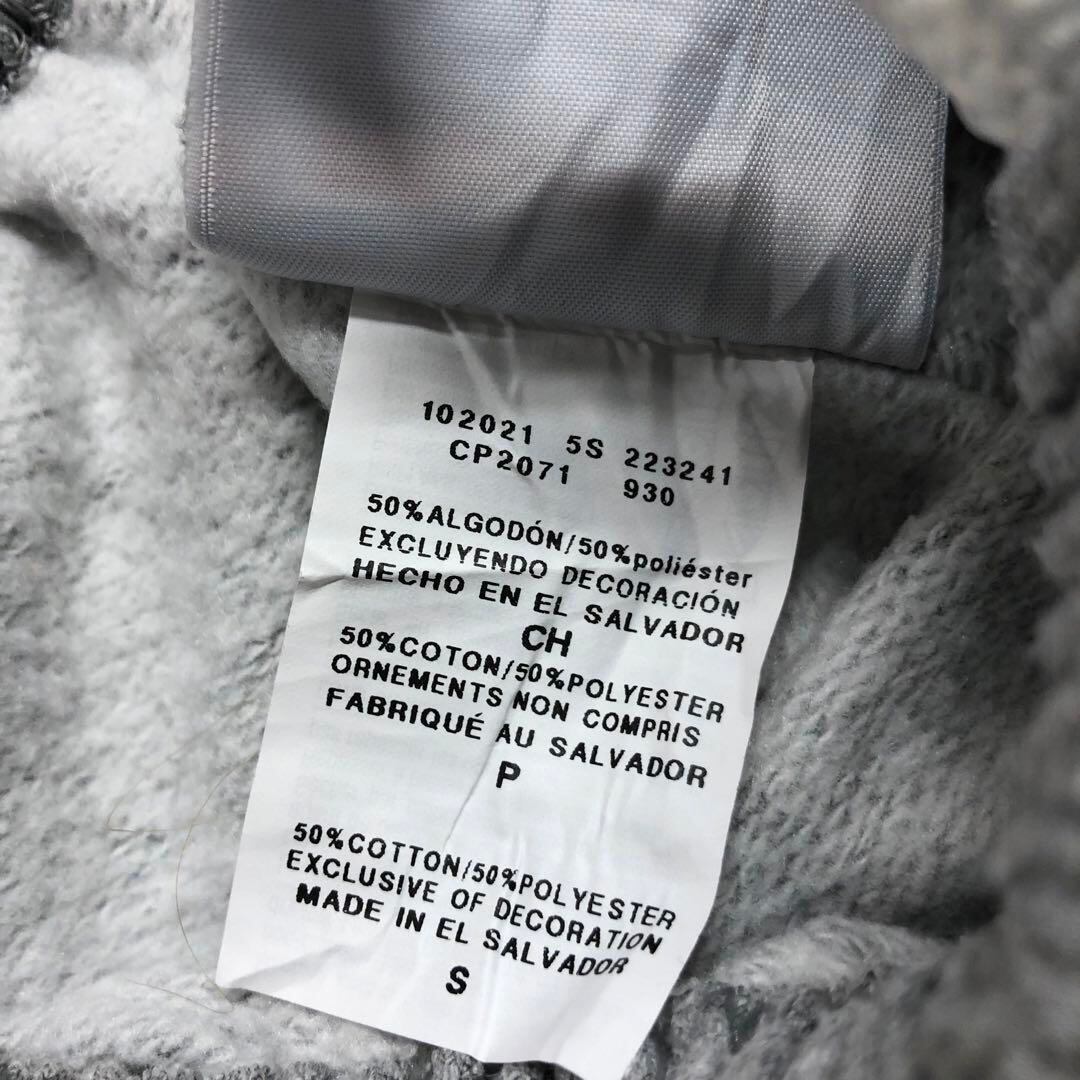 102021 5S 223241
CP2071 930
50%ALGODÓN/50%poliéster
EXCLUYENDO DECORACIÓN
HECHO EN EL SALVADOR
CH
50%COTON/50%POLYESTER
ORNEMENTS NON COMPRIS
FABRIQUÉ AU SALVADOR
P
50%COTTON/50%POLYESTER
EXCLUSIVE OF DECORATION
MADE IN EL SALVADOR
S